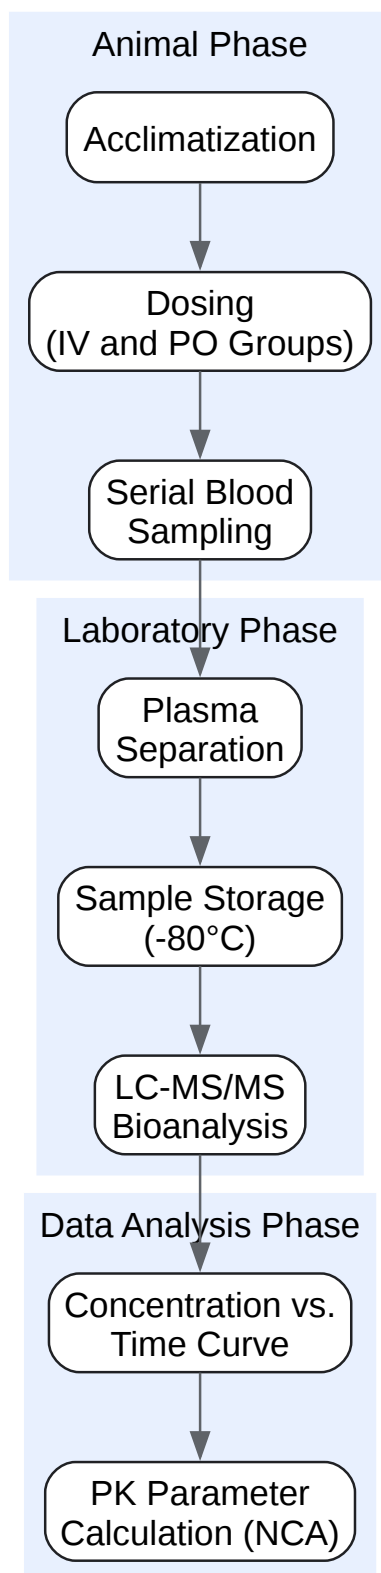 Animal Phase
Acclimatization
Dosing
(IV and PO Groups)
Serial Blood
Sampling
Laboratory Phase
Plasma
Separation
Sample Storage
(-80°C)
LC-MS/MS
Bioanalysis
Data Analysis Phase
Concentration vs.
Time Curve
PK Parameter
Calculation (NCA)